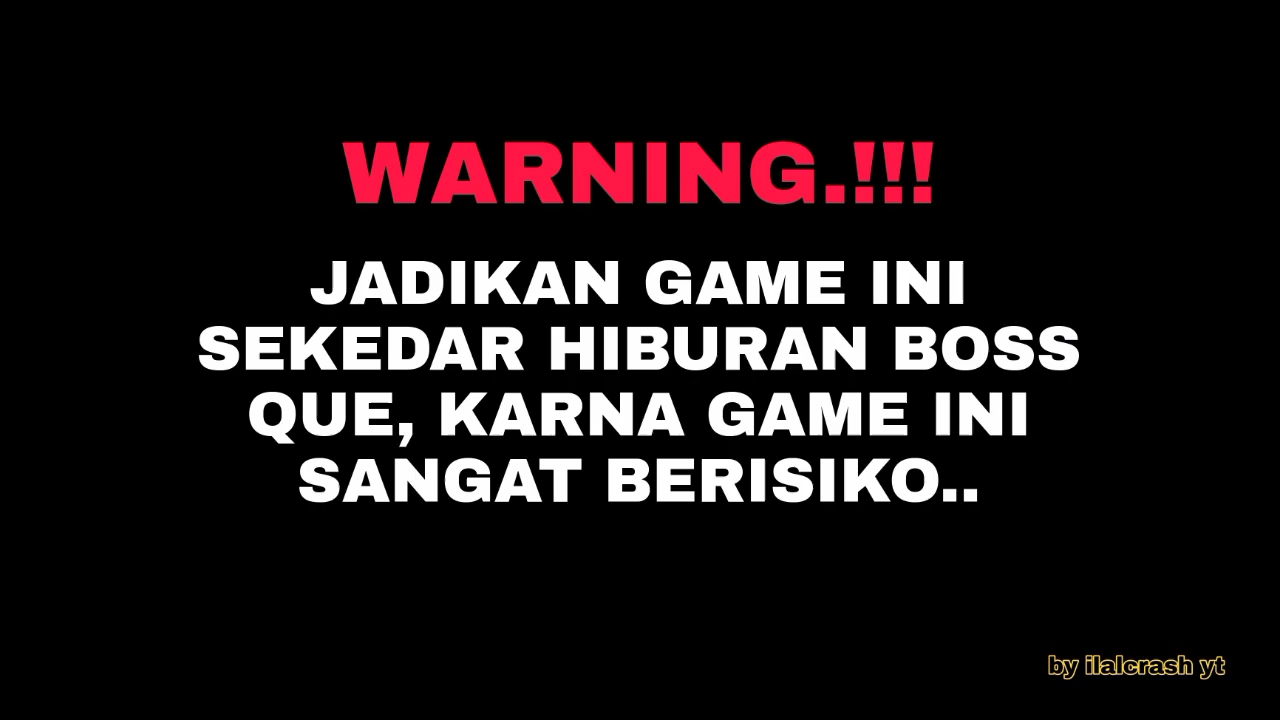 WARNING.!!!
JADIKAN GAME INI
SEKEDAR HIBURAN BOSS
QUE, KARNA GAME INI
SANGAT BERISIKO..
by ilalcrash yt